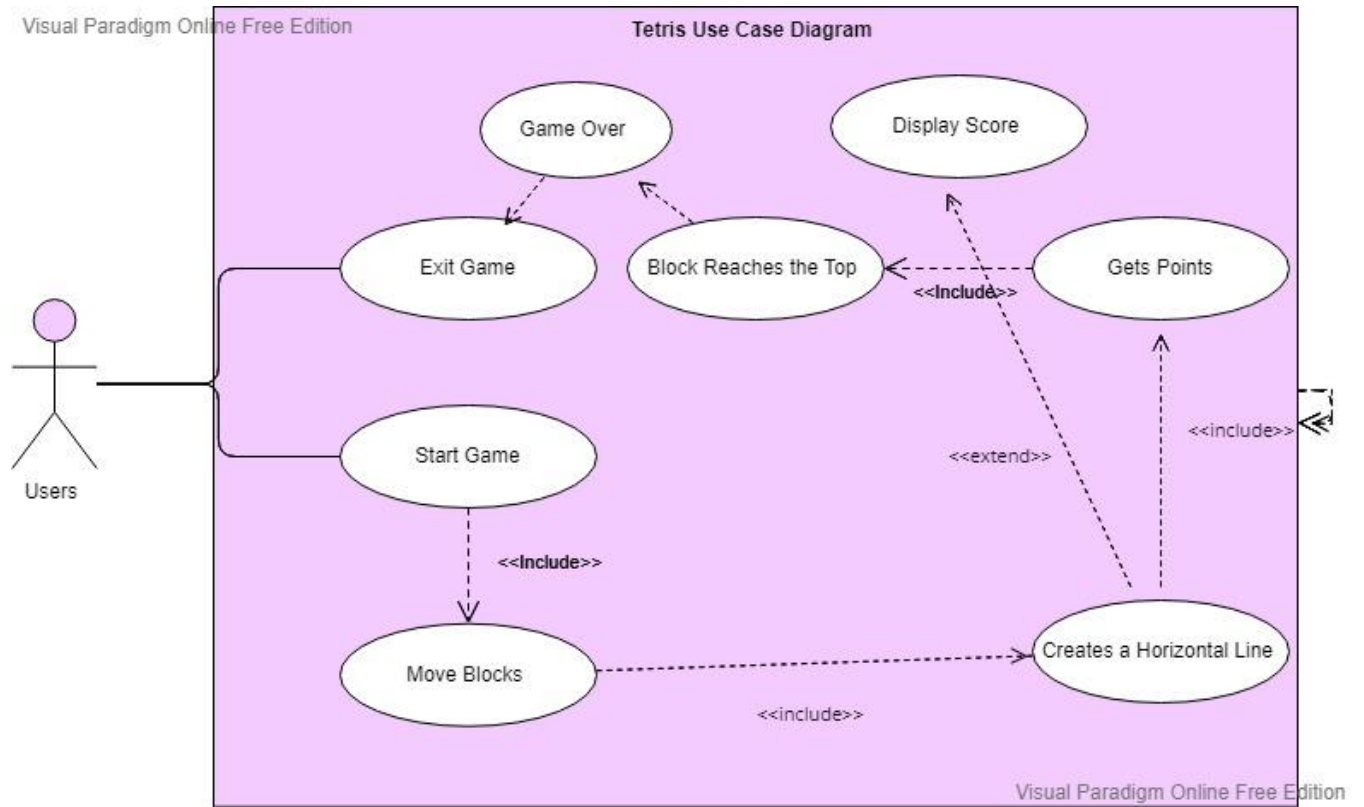 Visual Paradigm Online Free Edition
Tetris Use Case Diagram
Game Over
Display Score
Exit Game
Block Reaches the Top
Gets Points
<<Include>>
<<include>>
Start Game
<<extend>>
Users
<<Include>>
Move Blocks
Creates a Horizontal Line
<<include>>
Visual Paradigm Online Free Edition